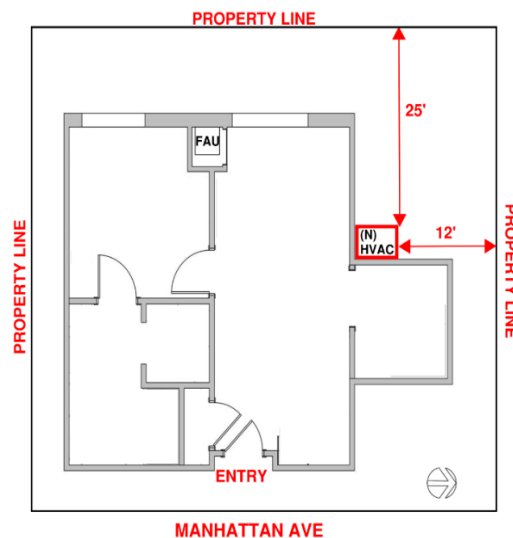 PROPERTY LINE
25'
FAU
PROPERTY LINE
(N)
HVAC
12'
PROPERTY LINE
ENTRY
MANHATTAN AVE